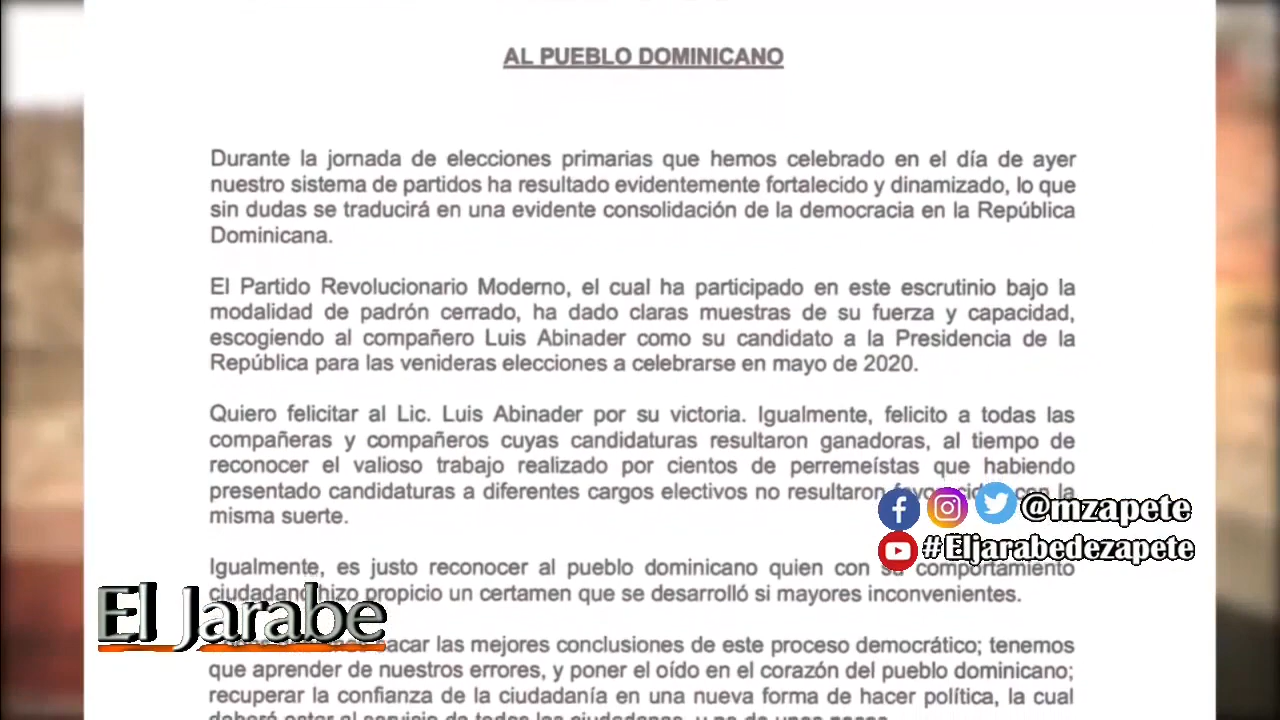 AL PUEBLO DOMINICANO
Durante la jornada de elecciones primarias que hemos celebrado en el día de ayer
nuestro sistema de partidos ha resultado evidentemente fortalecido y dinamizado, lo que
sin dudas se traducirá en una evidente consolidación de la democracia en la República
Dominicana.
El Partido Revolucionario Moderno, el cual ha participado en este escrutinio bajo la
modalidad de padrón cerrado, ha dado claras muestras de su fuerza y capacidad,
escogiendo al compañero Luis Abinader como su candidato a la Presidencia de la
República para las venideras elecciones a celebrarse en mayo de 2020.
Quiero felicitar al Lic. Luis Abinader por su victoria. Igualmente, felicito a todas las
compañeras y compañeros cuyas candidaturas resultaron ganadoras, al tiempo de
reconocer el valioso trabajo realizado por cientos de perremeístas que habiendo
presentado candidaturas a diferentes cargos electivos no resultaron la
misma suerte.
@mzapete
#Eljarabedezapete
Igualmente, es justo reconocer al pueblo dominicano quien con su comportamiento
hizo propicio un certamen que se desarrolló si mayores inconvenientes.
El Jarabe
las mejores conclusiones de este proceso democrático; tenemos
que aprender de nuestros errores, y poner el oído en el corazón del pueblo dominicano;
recuperar la confianza de la ciudadanía en una nueva forma de hacer política, la cual